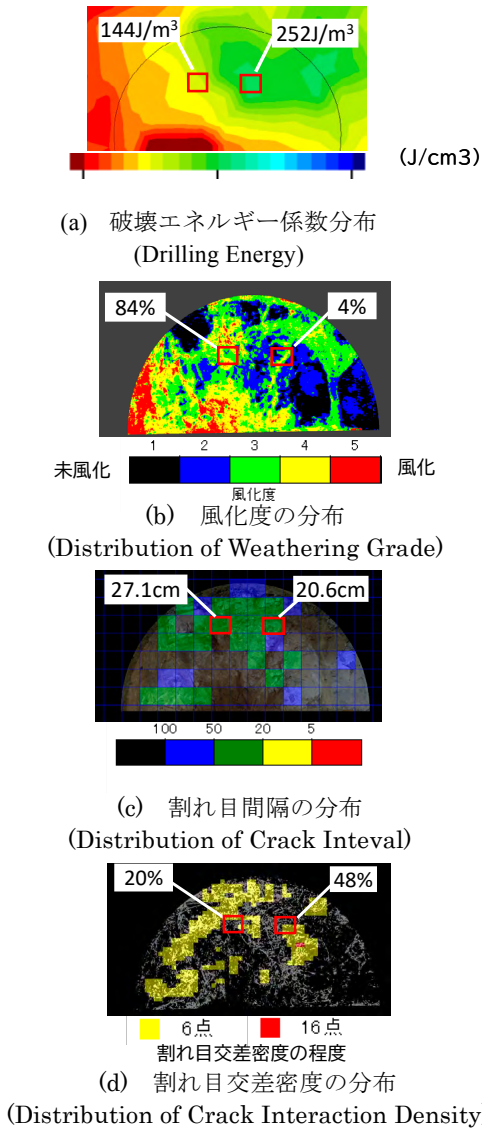 144J/m³ 252J/m³
(J/cm3)
(a) 破壊エネルギー係数分布
(Drilling Energy)
84% 4%
1 2 3 4 5
未風化 風化
風化度
(b) 風化度の分布
(Distribution of Weathering Grade)
27.1cm 20.6cm
100 50 20 5
(c) 割れ目間隔の分布
(Distribution of Crack Inteval)
20% 48%
6点 16点
割れ目交差密度の程度
(d) 割れ目交差密度の分布
(Distribution of Crack Interaction Density